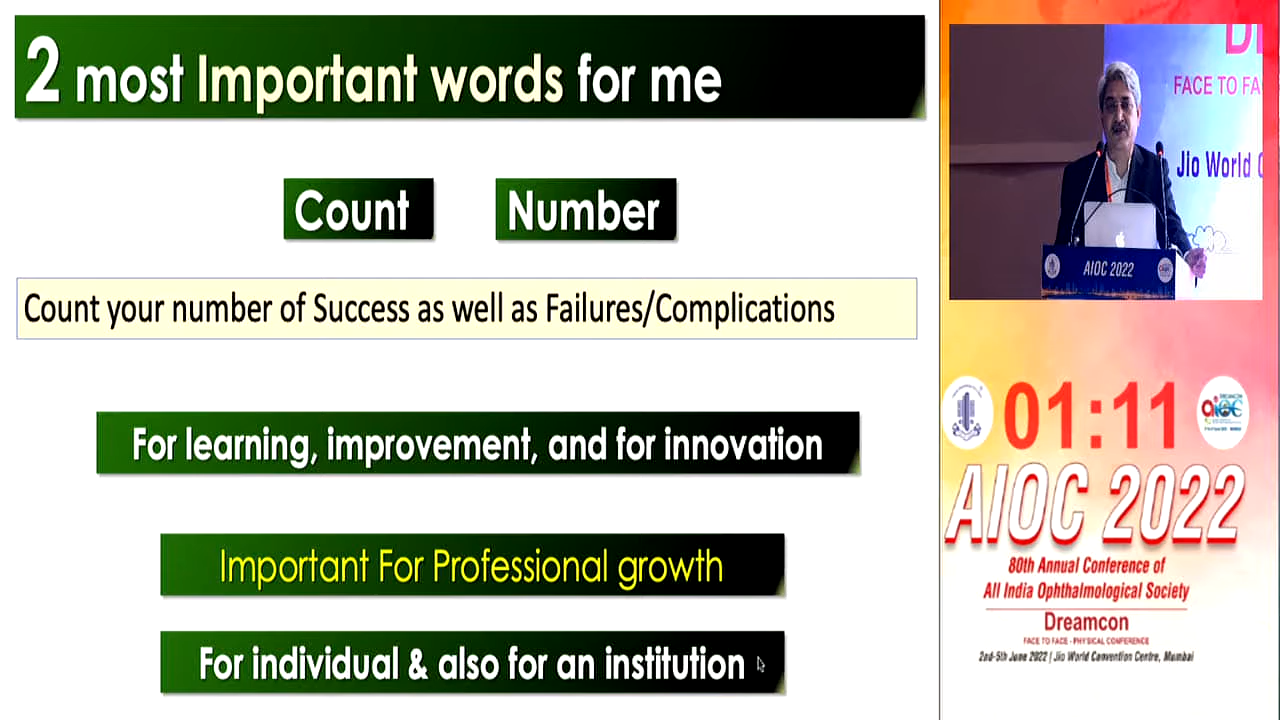 2 most Important words for me
Count
Number
Count your number of Success as well as Failures/Complications
For learning, improvement, and for innovation
Important For Professional growth
For individual & also for an institution
FACE TO FA
Jio World
AIOC 2022
01:11
AIOC 2022
80th Annual Conference of
All India Ophthalmological Society
Dreamcon
FACE TO FACE - PHYSICAL CONFERENCE
2nd-5th June 2022 | Jio World Convention Centre, Mumbai